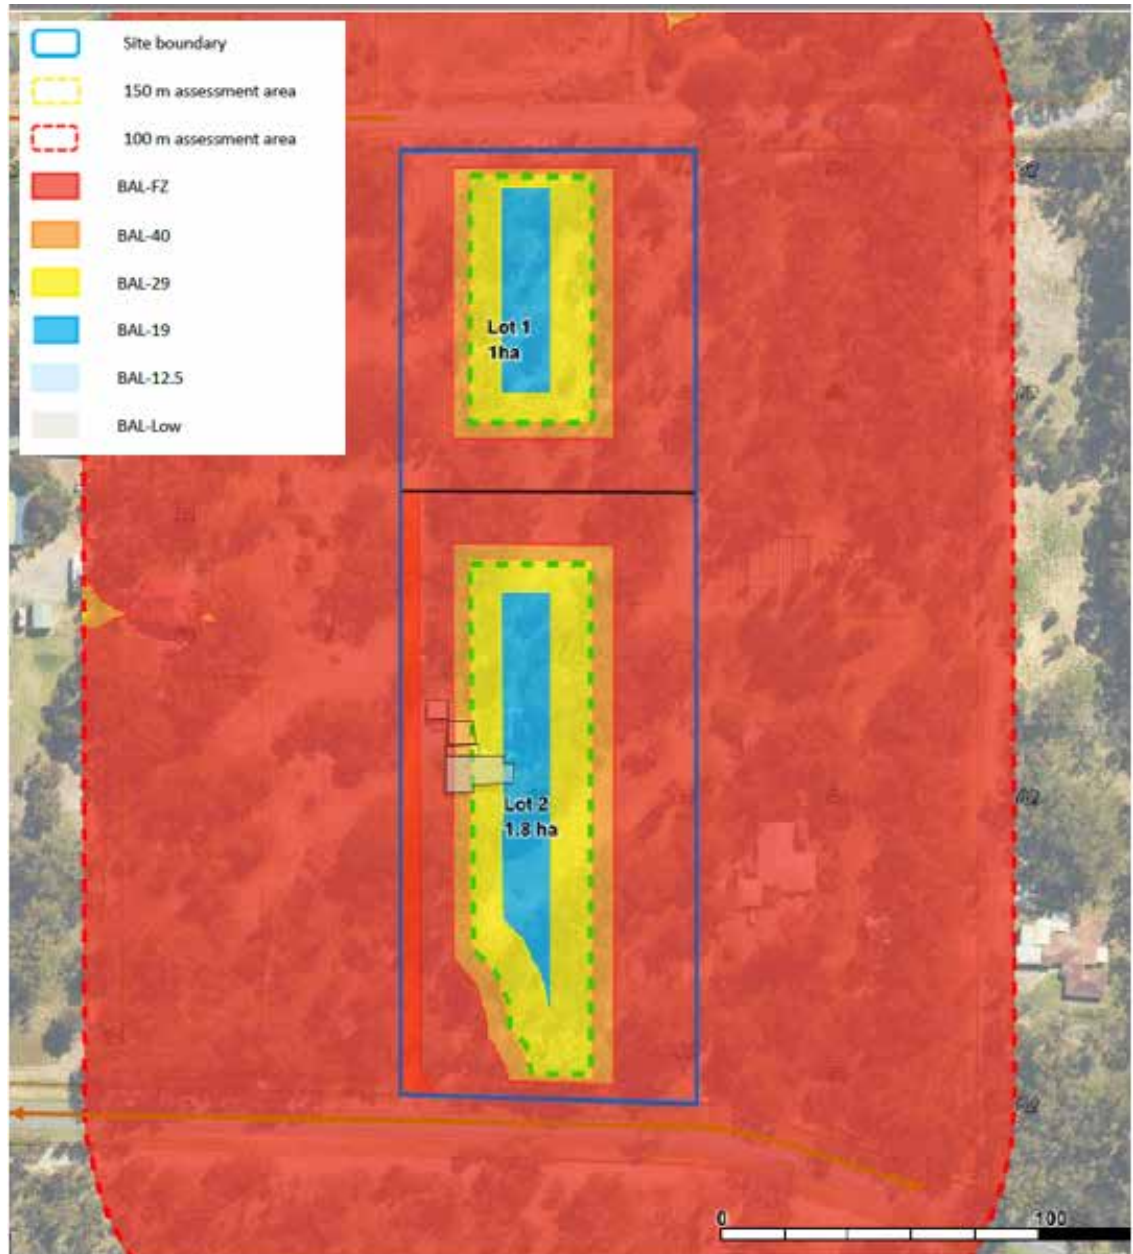 Site boundary
150 m assessment area
100 m assessment area
BAL-FZ
BAL-40
BAL-29
BAL-19
BAL-12.5
BAL-Low
Lot 1
1ha
Lot 2
1.8 ha
0
100